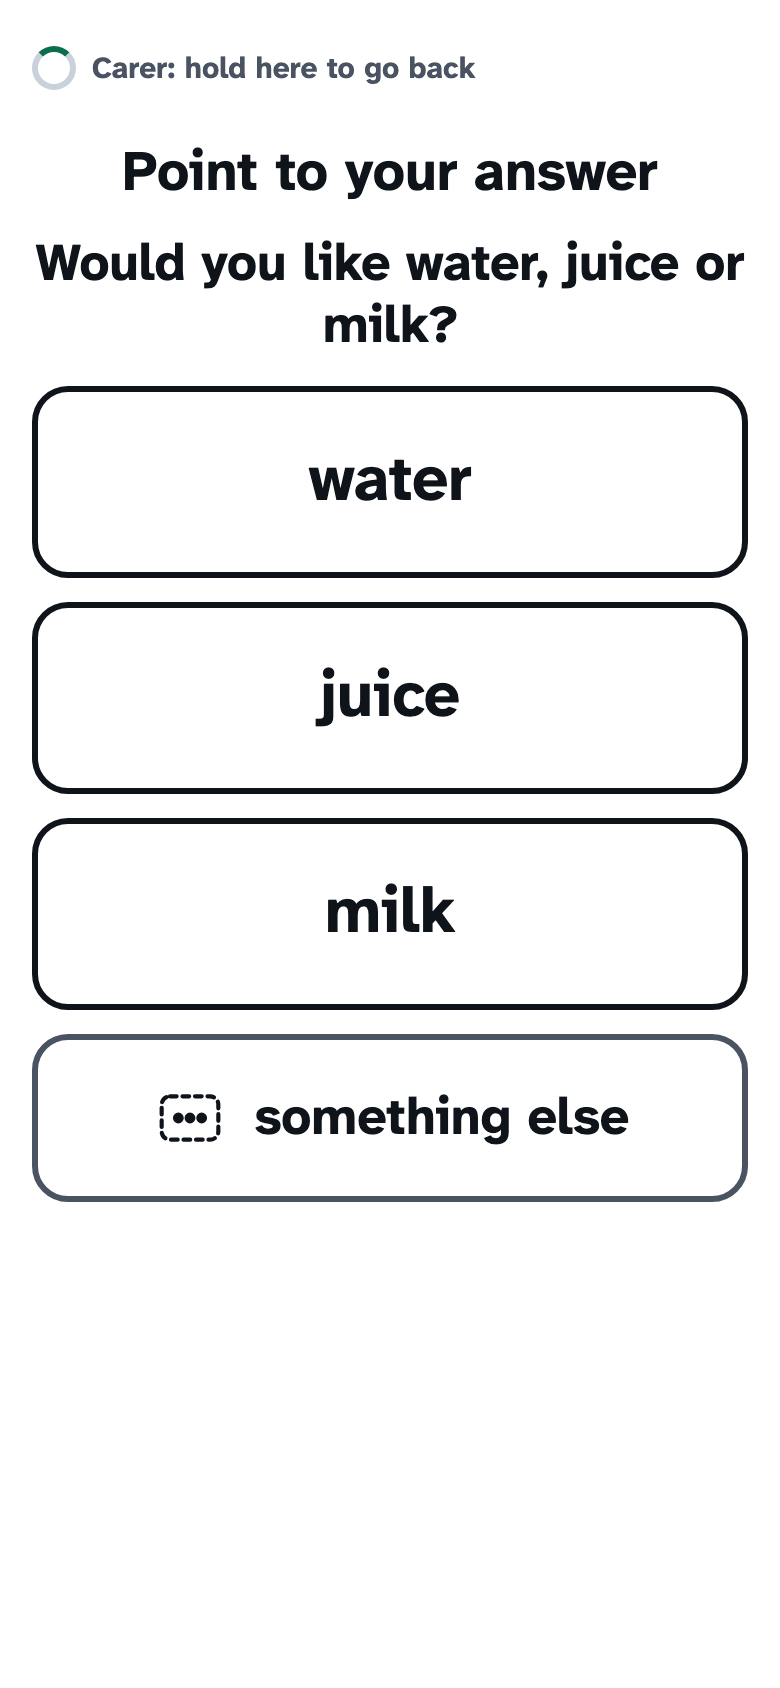 Carer: hold here to go back
Point to your answer
Would you like water, juice or
milk?
water
juice
milk
something else